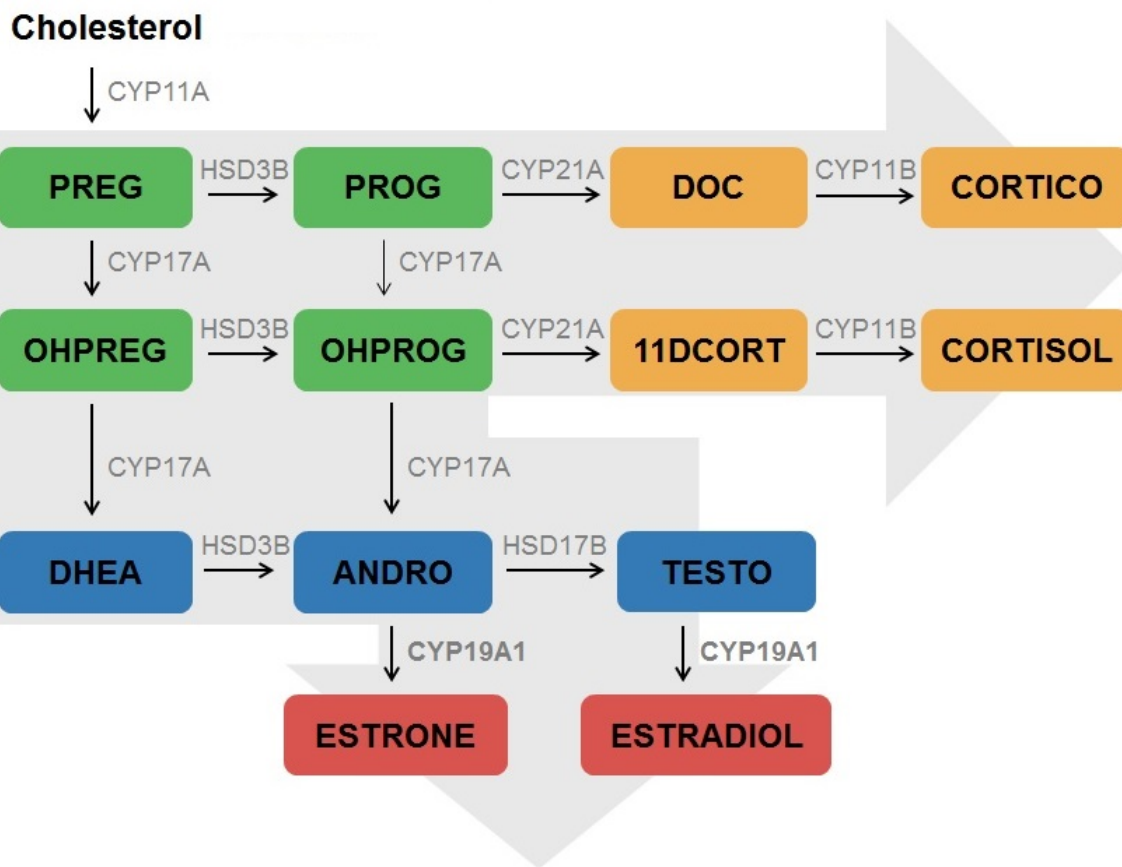 Cholesterol
CYP11A
PREG HSD3B PROG CYP21A DOC CYP11B CORTICO
CYP17A CYP17A
OHPREG HSD3B OHPROG CYP21A 11DCORT CYP11B CORTISOL
CYP17A CYP17A
DHEA HSD3B ANDRO HSD17B TESTO
CYP19A1 CYP19A1
ESTRONE ESTRADIOL